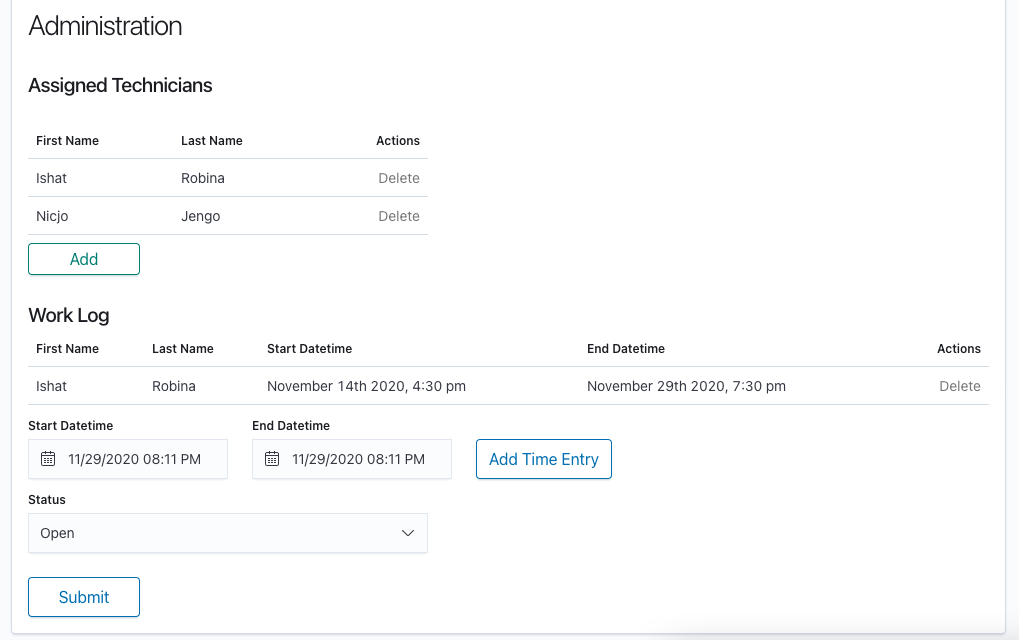 Administration
Assigned Technicians
First Name Last Name Actions
Ishat Robina Delete
Nicjo Jengo Delete
Add
Work Log
First Name Last Name Start Datetime End Datetime Actions
Ishat Robina November 14th 2020, 4:30 pm November 29th 2020, 7:30 pm Delete
Start Datetime End Datetime
11/29/2020 08:11 PM 11/29/2020 08:11 PM Add Time Entry
Status
Open
Submit